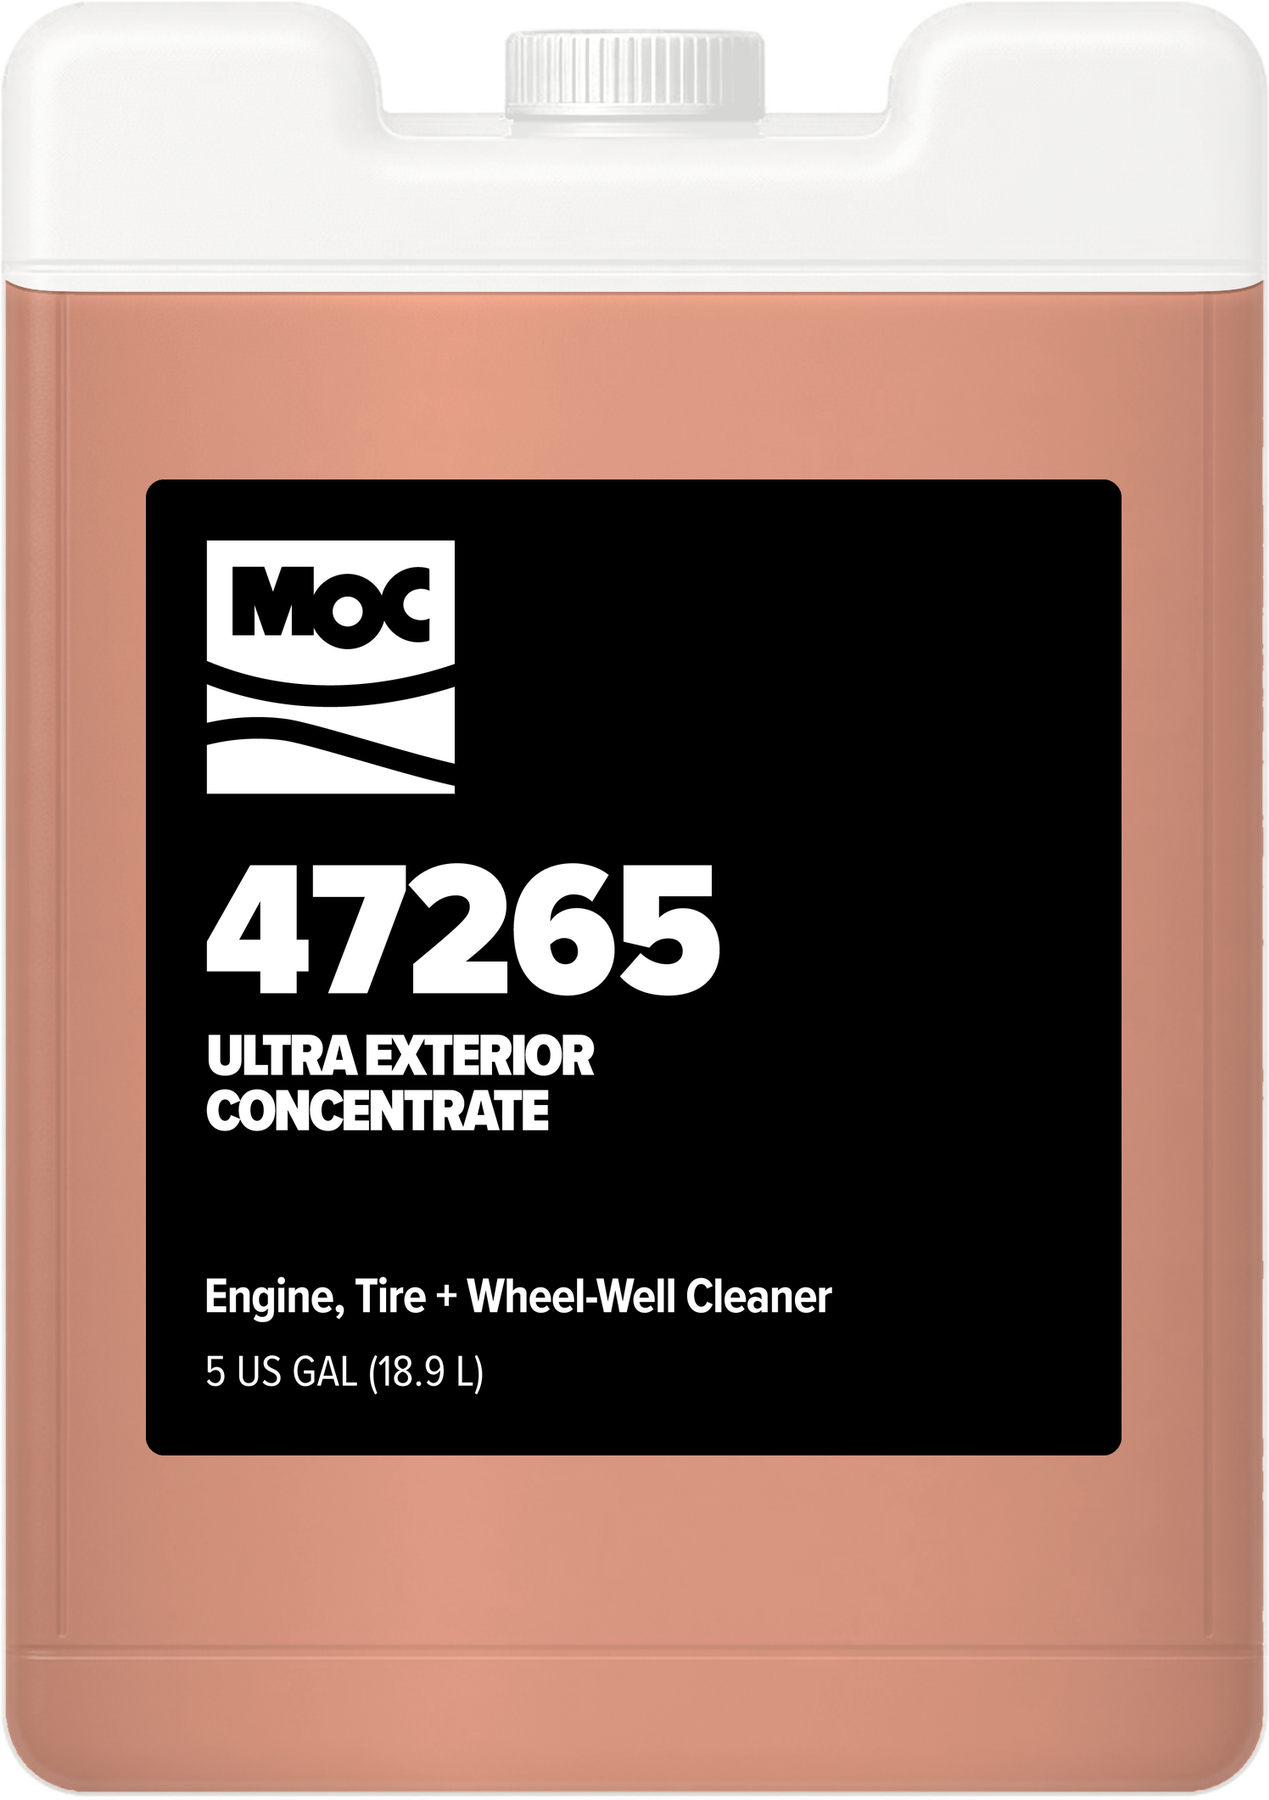 MOC
47265
ULTRA EXTERIOR
CONCENTRATE
Engine, Tire + Wheel-Well Cleaner
5 US GAL (18.9 L)